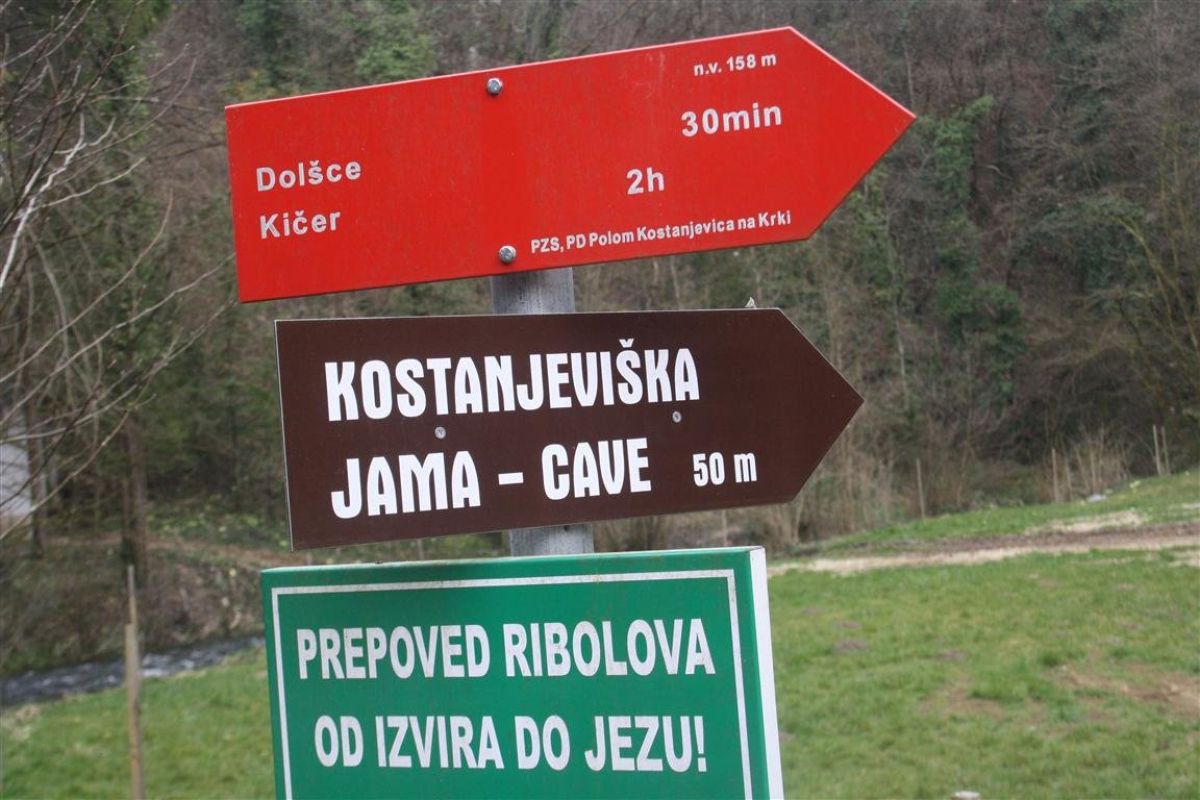 n.v. 158 m
Dolšce 30min
Kičer 2h
PZS, PD Polom Kostanjevica na Krki
KOSTANJEVIŠKA
JAMA - CAVE 50 m
PREPOVED RIBOLOVA
OD IZVIRA DO JEZU!